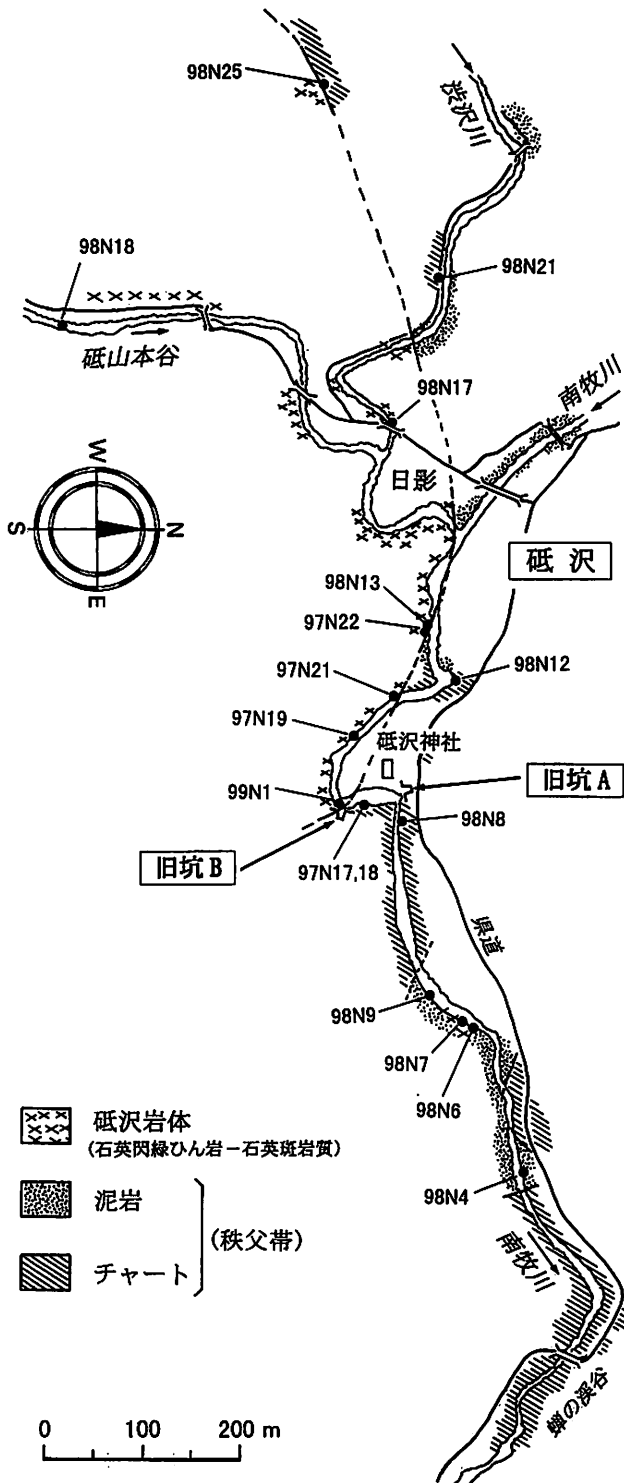 98N25
渋沢川
98N18
98N21
砥山本谷
98N17
南牧川
日影
W
S
N
E
砥沢
98N13
97N22
98N12
97N21
97N19
砥沢神社
99N1
旧坑 A
98N8
旧坑 B
97N17,18
県道
98N9
98N7
98N6
砥沢岩体
(石英閃緑ひん岩－石英斑岩質)
泥岩
(秩父帯)
チャート
98N4
南牧川
蝉の渓谷
0 100 200 m